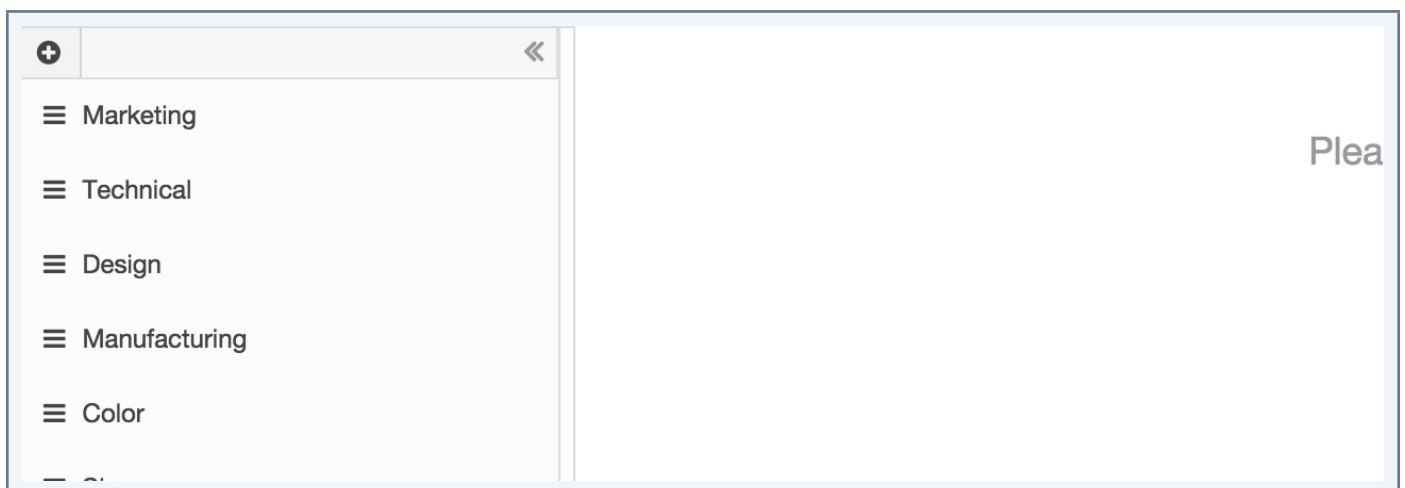 Marketing
Plea
Technical
Design
Manufacturing
Color